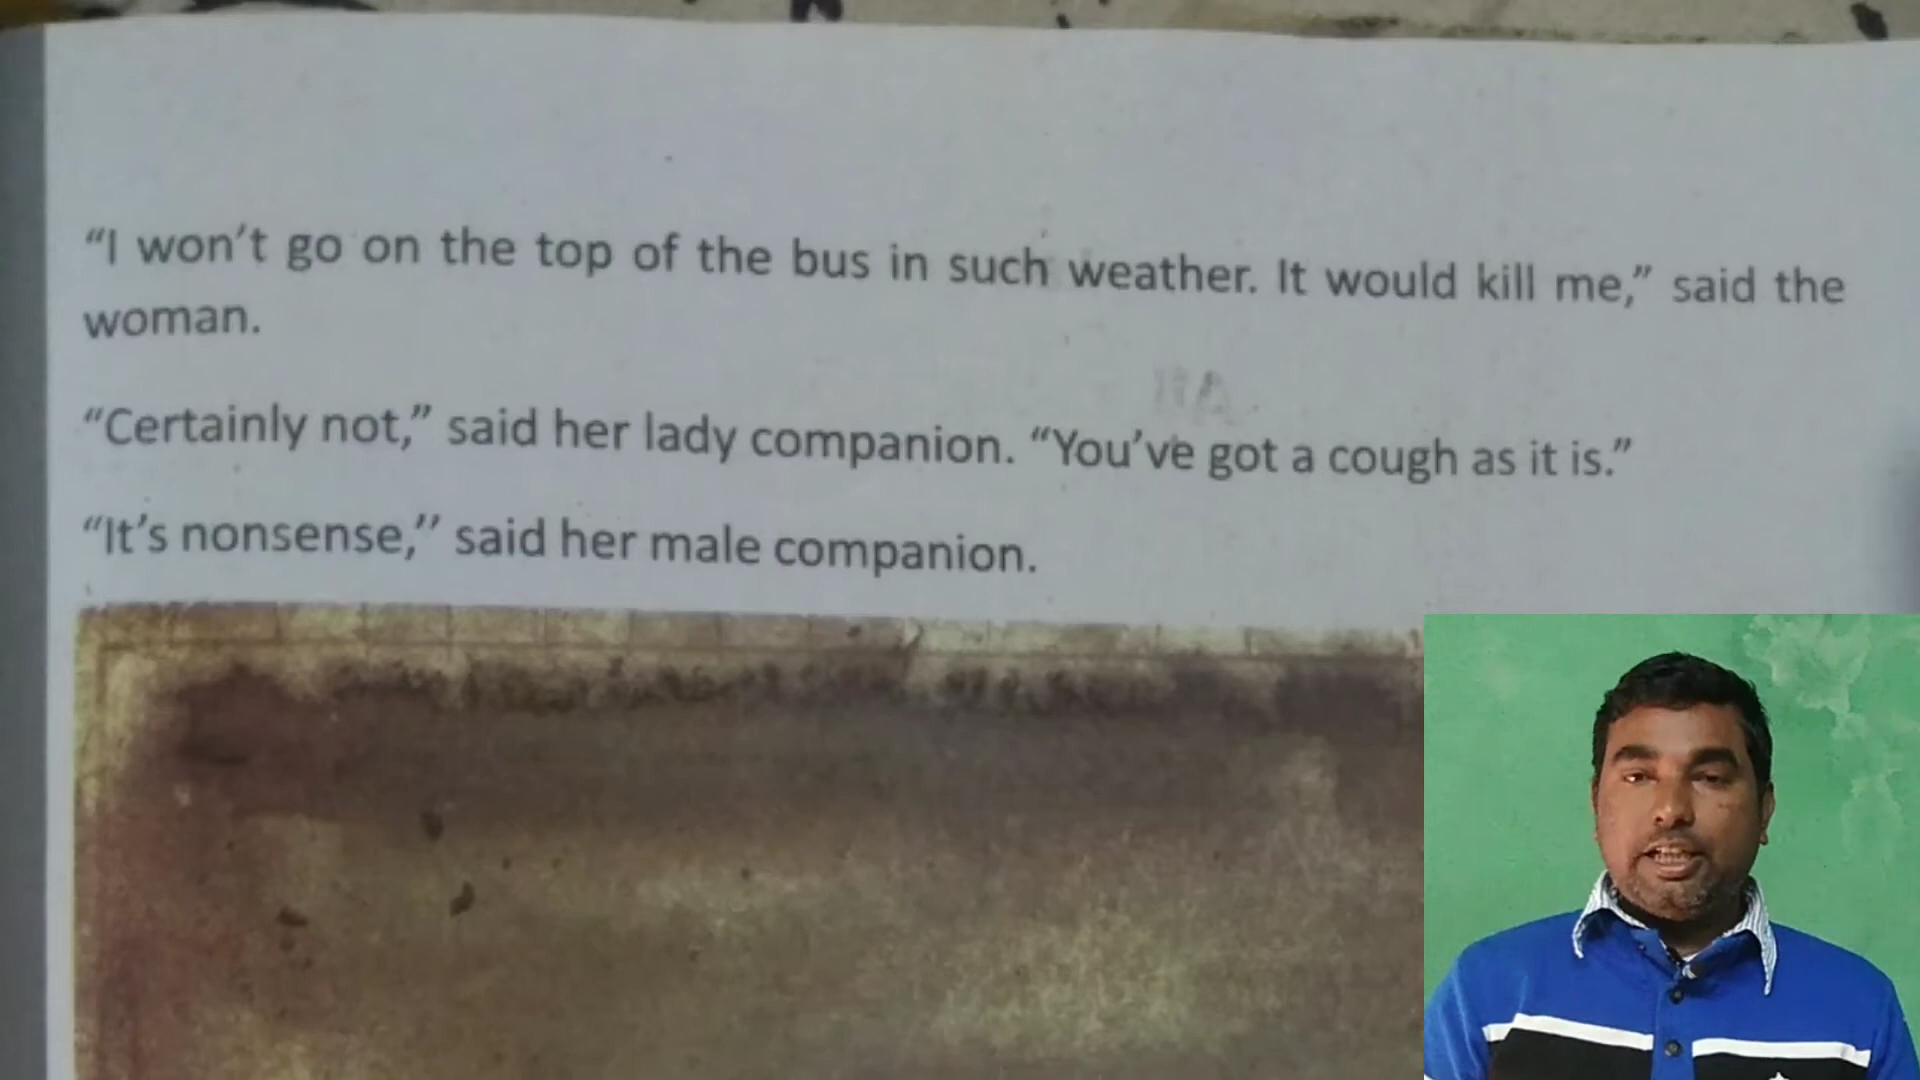 “I won’t go on the top of the bus in such weather. It would kill me,” said the
woman.
“Certainly not,” said her lady companion. “You’ve got a cough as it is.”
“It’s nonsense,’’ said her male companion.